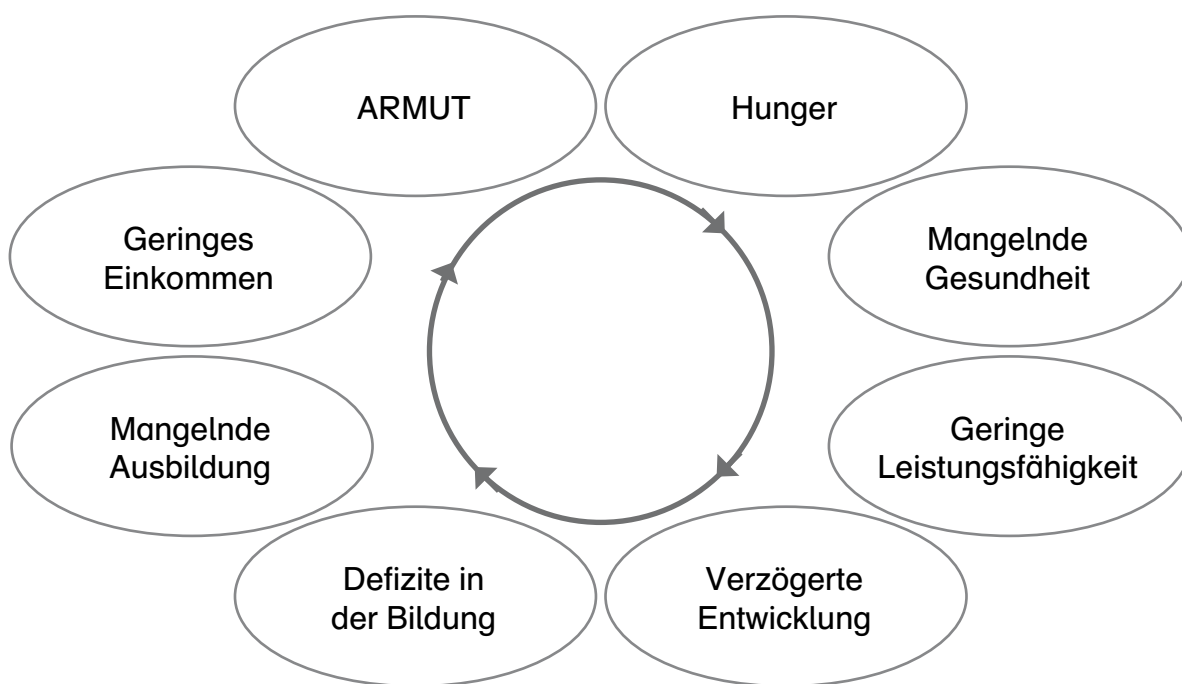 ARMUT
Hunger
Mangelnde
Gesundheit
Geringe
Leistungsfähigkeit
Verzögerte
Entwicklung
Defizite in
der Bildung
Mangelnde
Ausbildung
Geringes
Einkommen